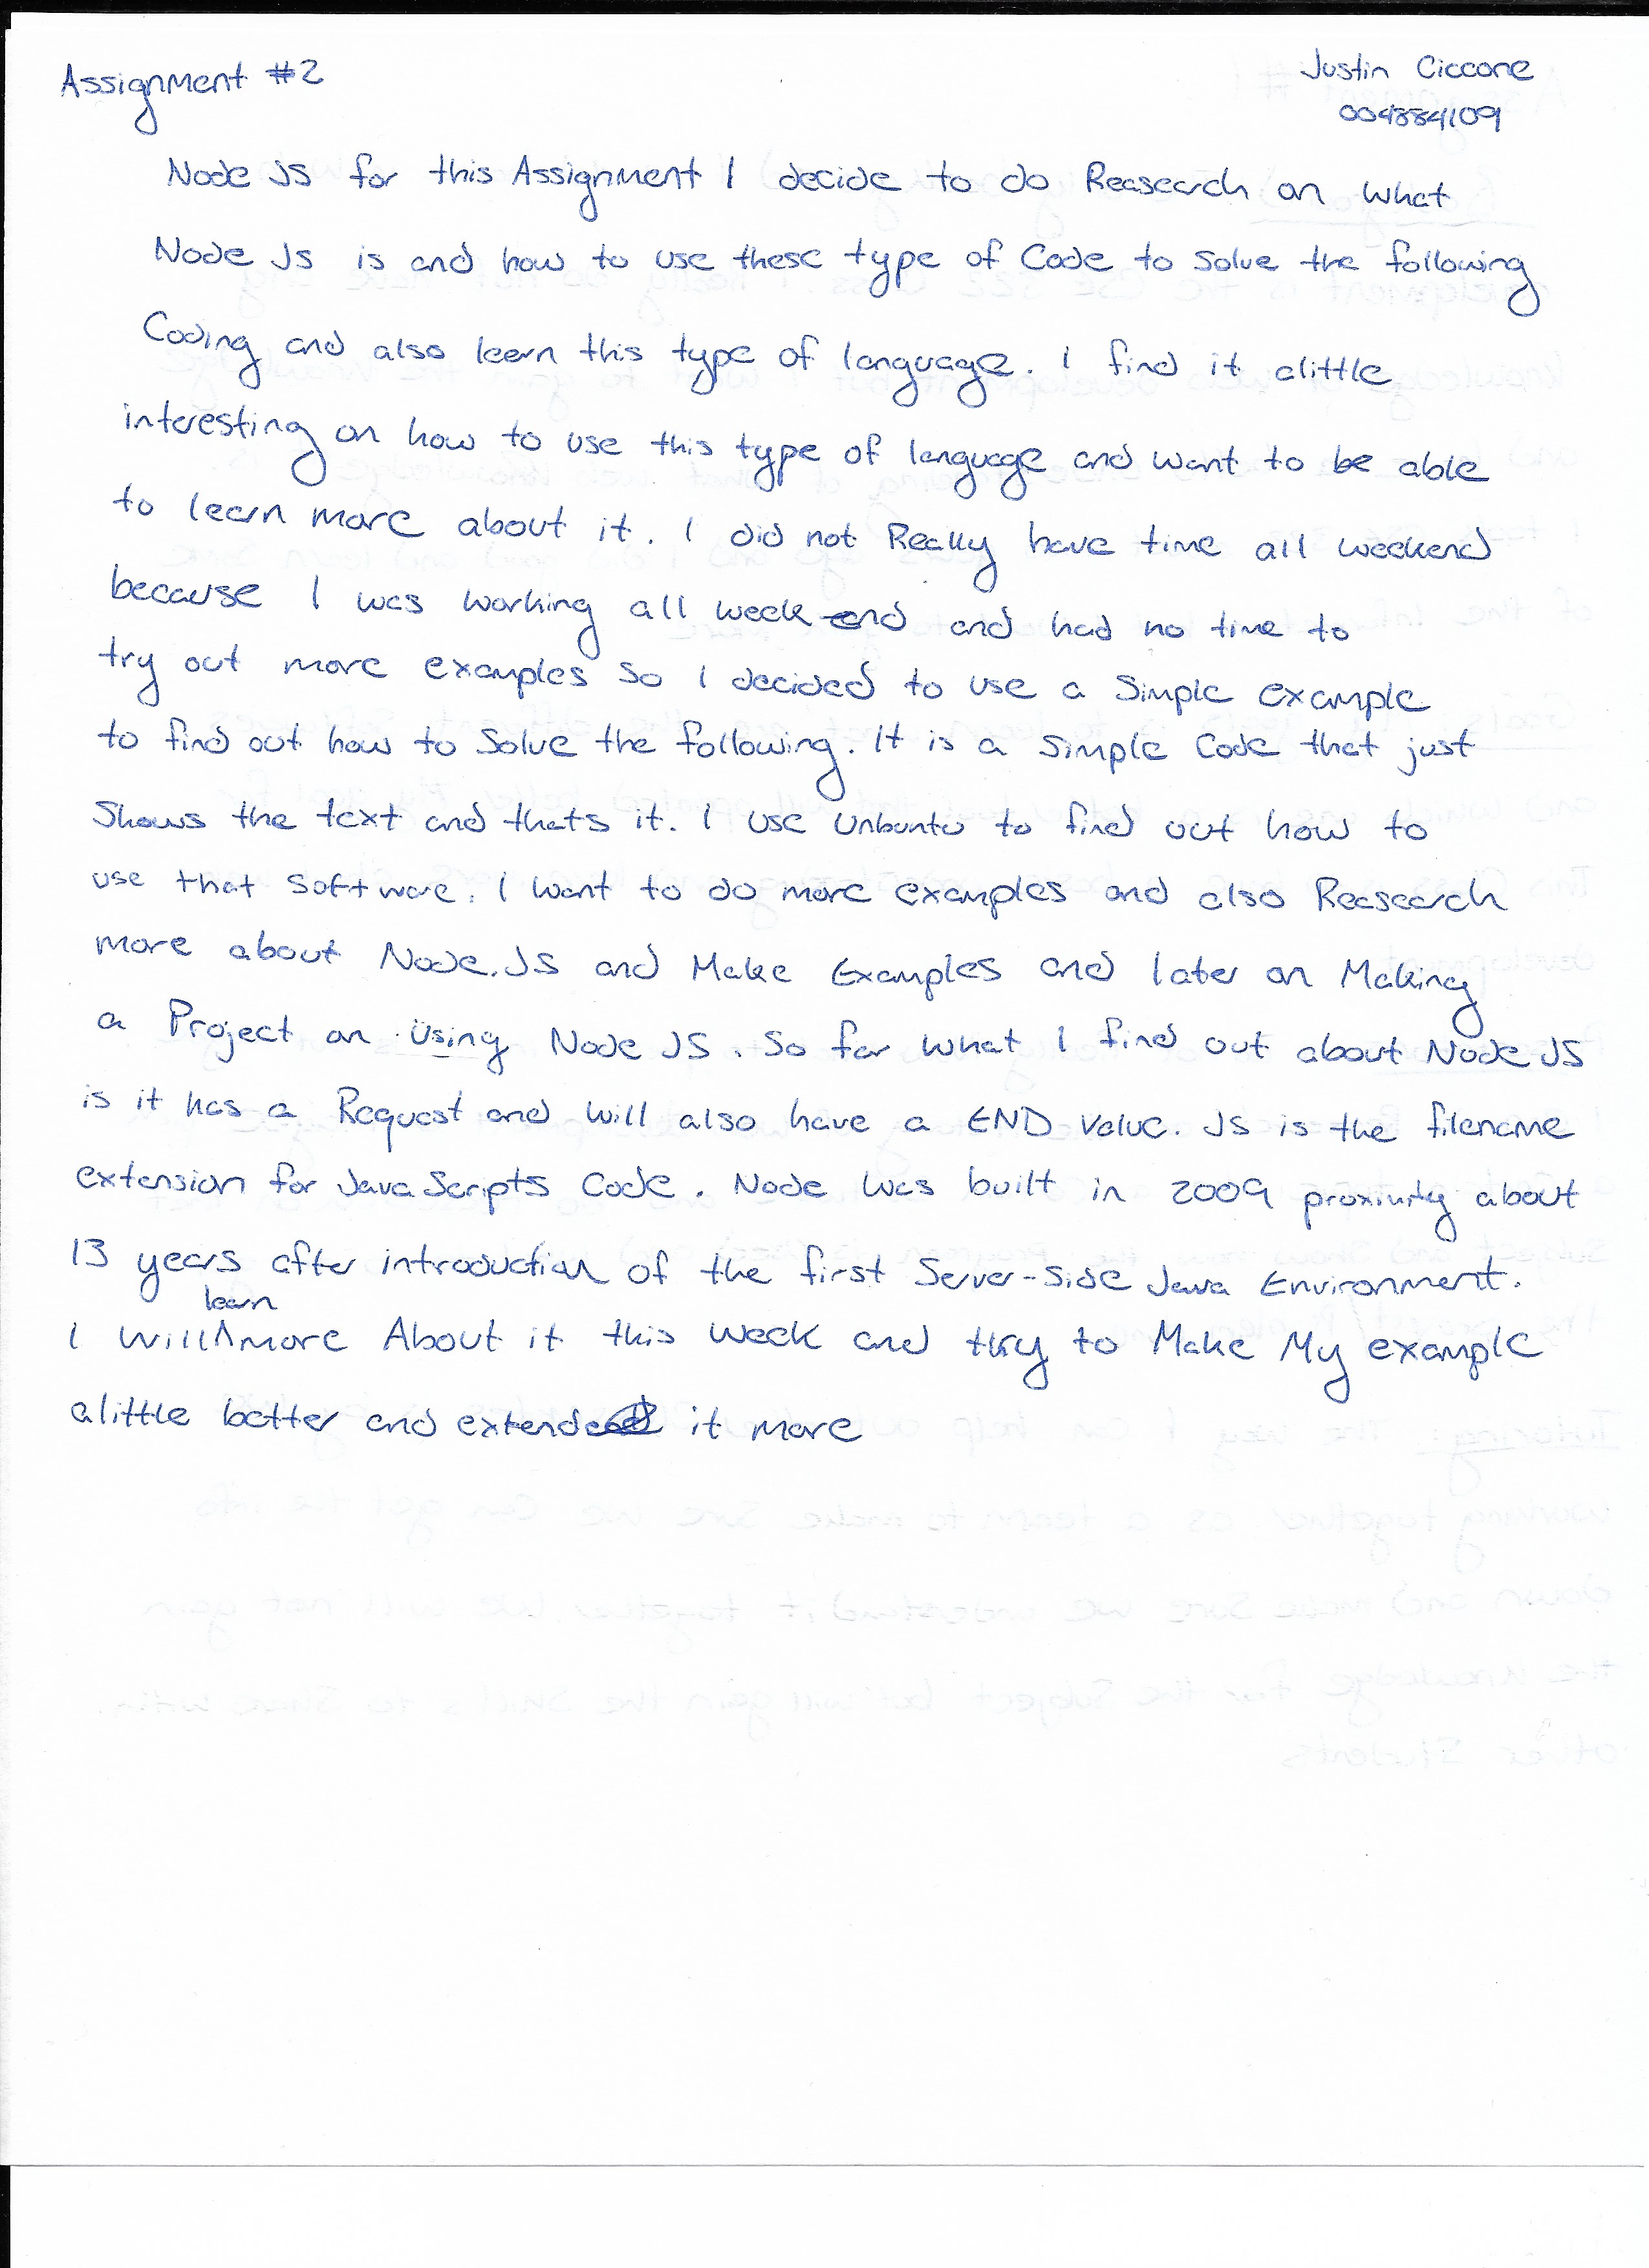 Assignment #2
Justin Ciccone
004884109
Node JS for this Assignment I decide to do Reasearch on what
Node Js is and how to use these type of Code to Solve the following
Coding and also learn this type of language. I find it alittle
interesting on how to use this type of language and want to be able
to learn more about it. I did not Really have time all weekend
because I was working all week end and had no time to
try out more examples So I decided to use a Simple example
to find out how to Solve the following. It is a Simple Code that just
Shows the text and thats it. I use Unbuntu to find out how to
use that Software. I want to do more examples and also Reasearch
more about Node.JS and Make Examples and later on Making
a Project on Using Node JS. So far what I find out about Node JS
is it has a Request and will also have a END Value. JS is the filename
extension for JavaScripts Code. Node was built in 2009 proximity about
13 years after introduction of the first Server-Side Java Environment.
learn
I Will^more About it this Week and try to Make My example
alittle better and extended it more